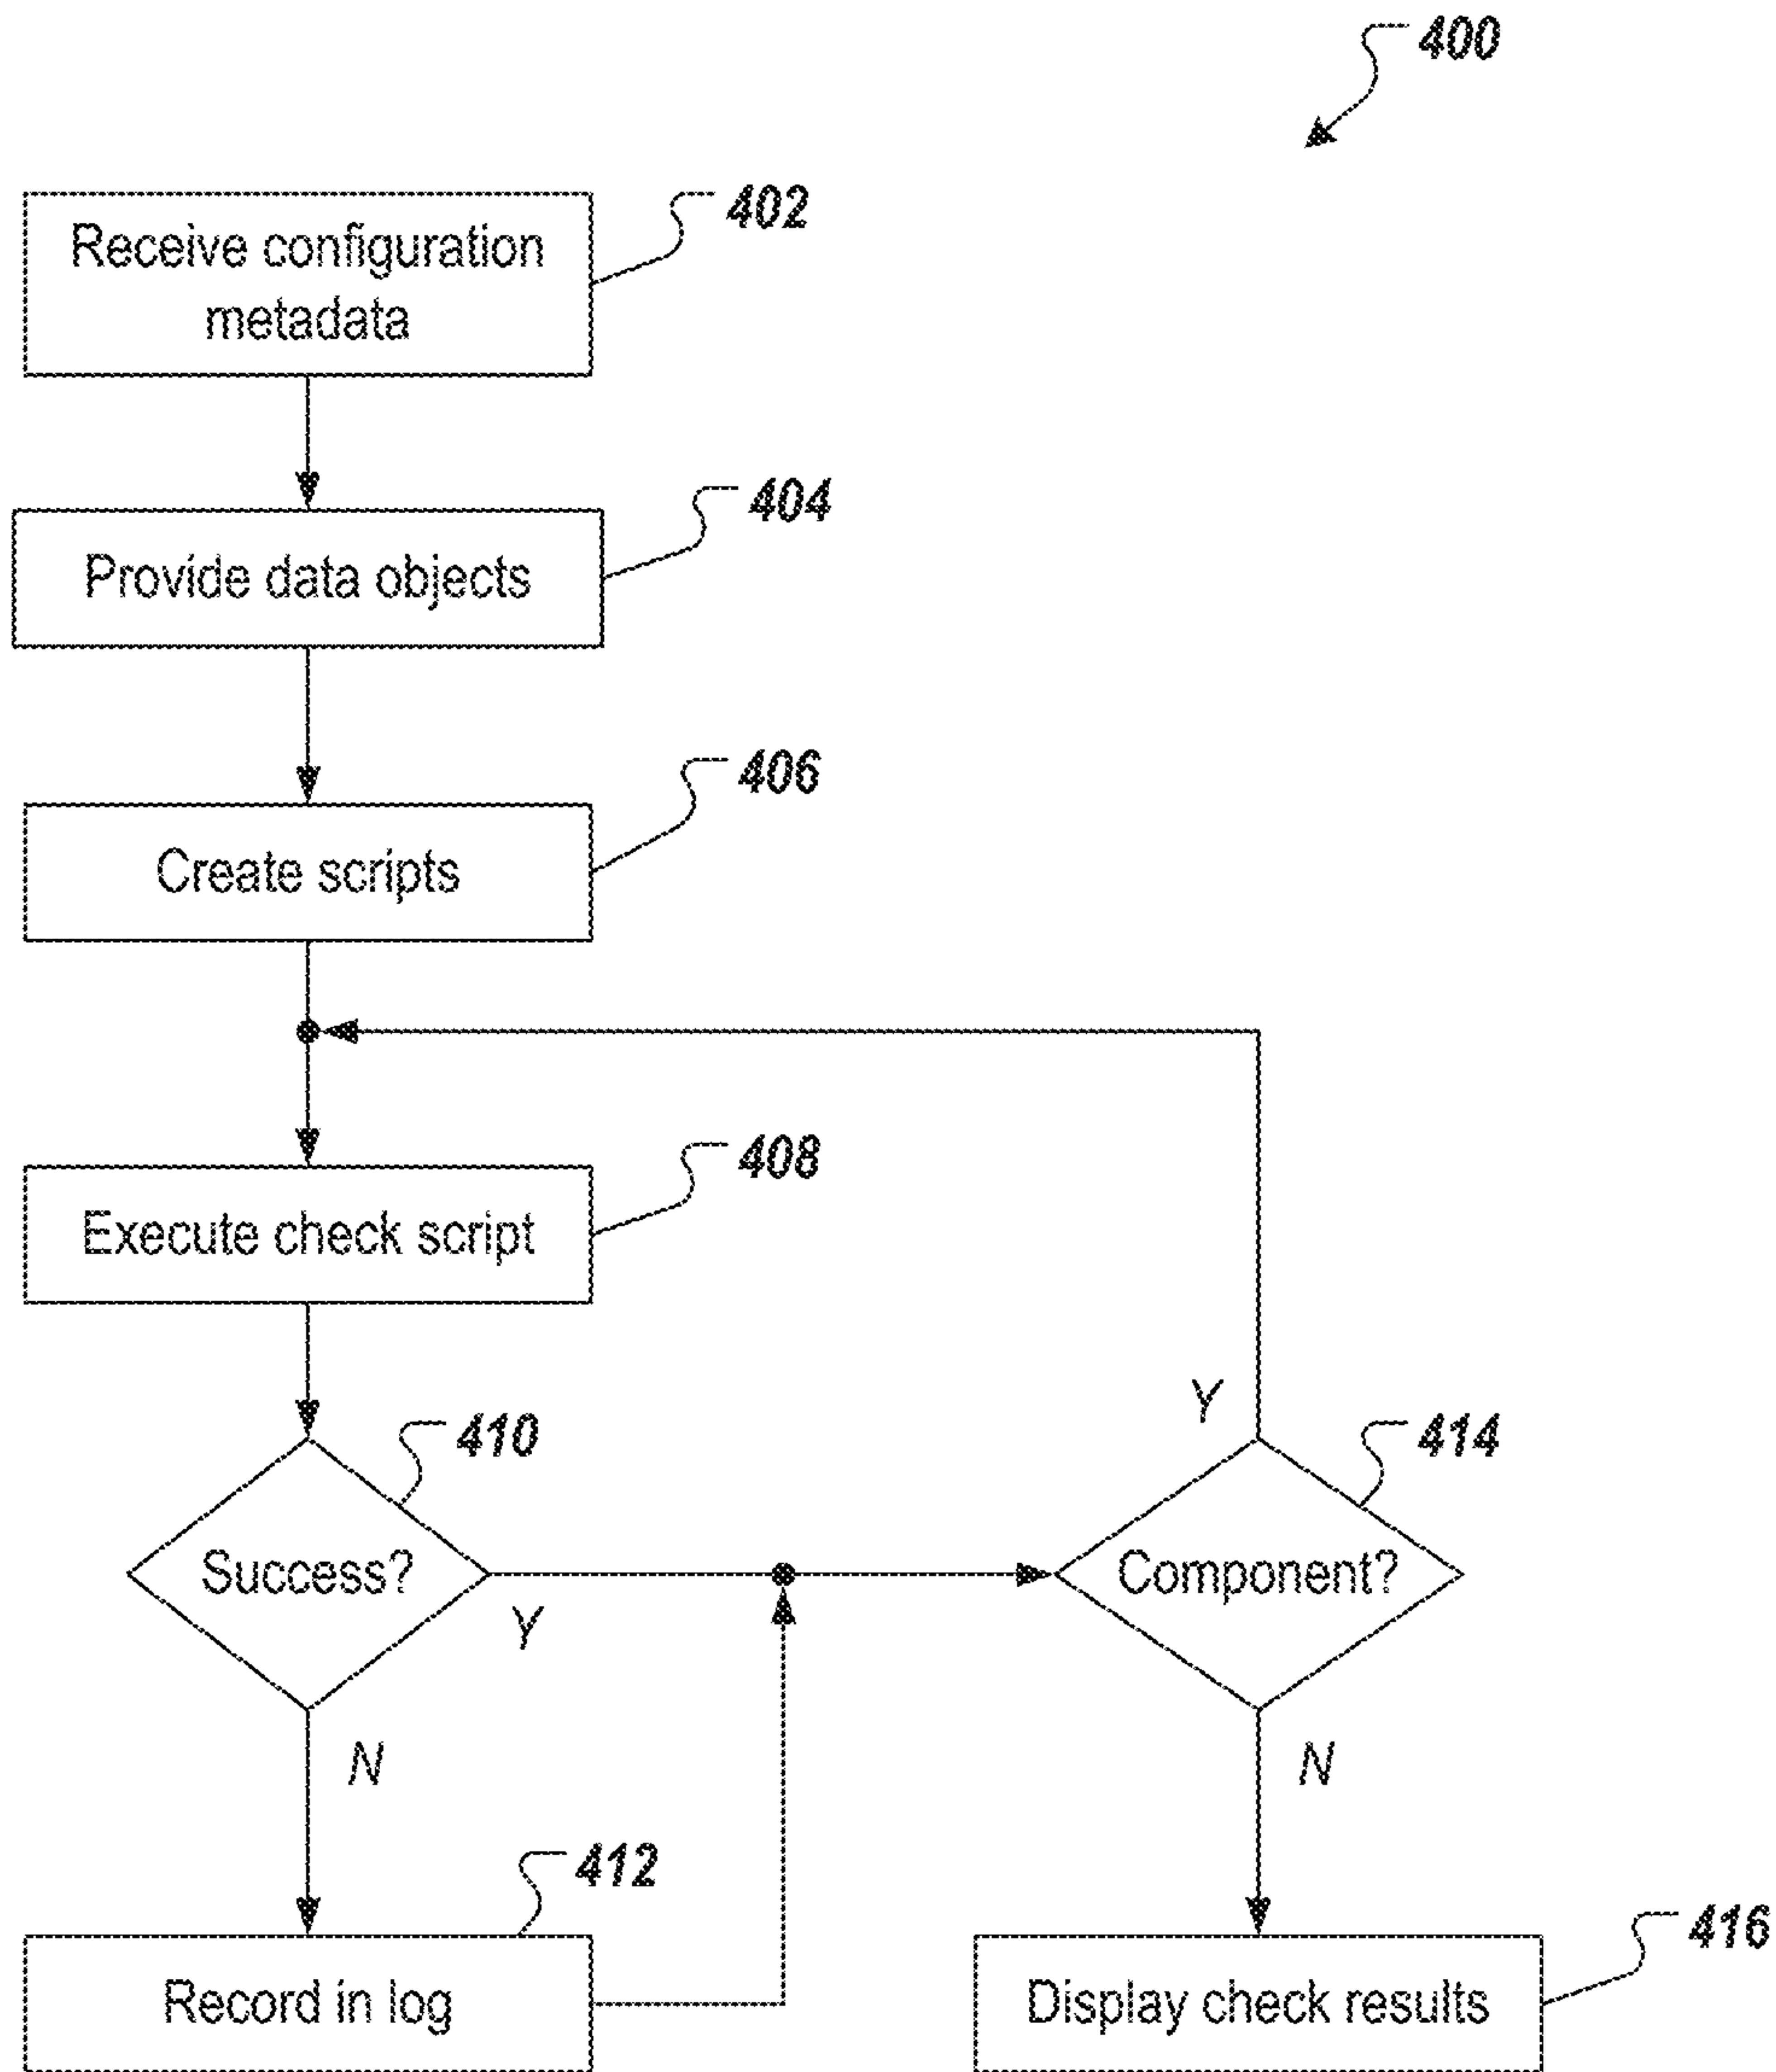 400
402
Receive configuration
metadata
404
Provide data objects
406
Create scripts
408
Execute check script
Y
410
414
Success?
Component?
Y
N
N
412
416
Record in log
Display check results